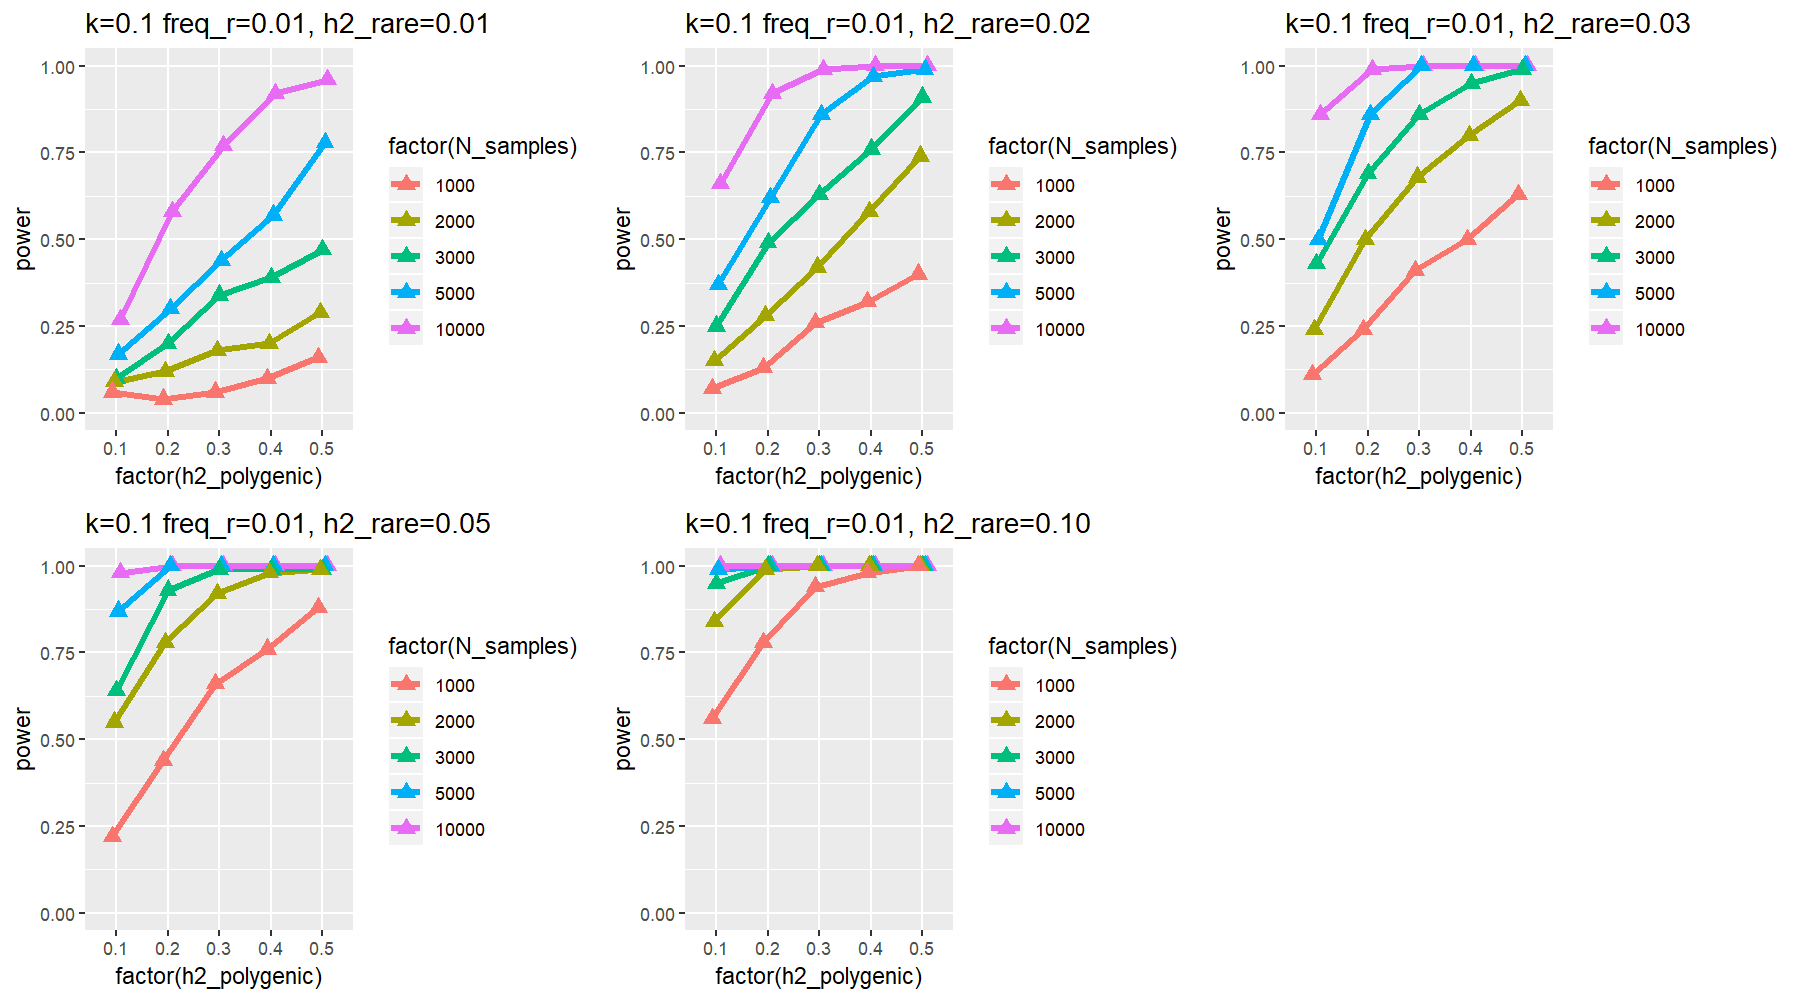 k=0.1 freq_r=0.01, h2_rare=0.01
1.00
0.75
0.50
0.25
0.00
power
0.1 0.2 0.3 0.4 0.5
factor(h2_polygenic)
factor(N_samples)
1000
2000
3000
5000
10000
k=0.1 freq_r=0.01, h2_rare=0.02
1.00
0.75
0.50
0.25
0.00
power
0.1 0.2 0.3 0.4 0.5
factor(h2_polygenic)
factor(N_samples)
1000
2000
3000
5000
10000
k=0.1 freq_r=0.01, h2_rare=0.03
1.00
0.75
0.50
0.25
0.00
power
0.1 0.2 0.3 0.4 0.5
factor(h2_polygenic)
factor(N_samples)
1000
2000
3000
5000
10000
k=0.1 freq_r=0.01, h2_rare=0.05
1.00
0.75
0.50
0.25
0.00
power
0.1 0.2 0.3 0.4 0.5
factor(h2_polygenic)
factor(N_samples)
1000
2000
3000
5000
10000
k=0.1 freq_r=0.01, h2_rare=0.10
1.00
0.75
0.50
0.25
0.00
power
0.1 0.2 0.3 0.4 0.5
factor(h2_polygenic)
factor(N_samples)
1000
2000
3000
5000
10000